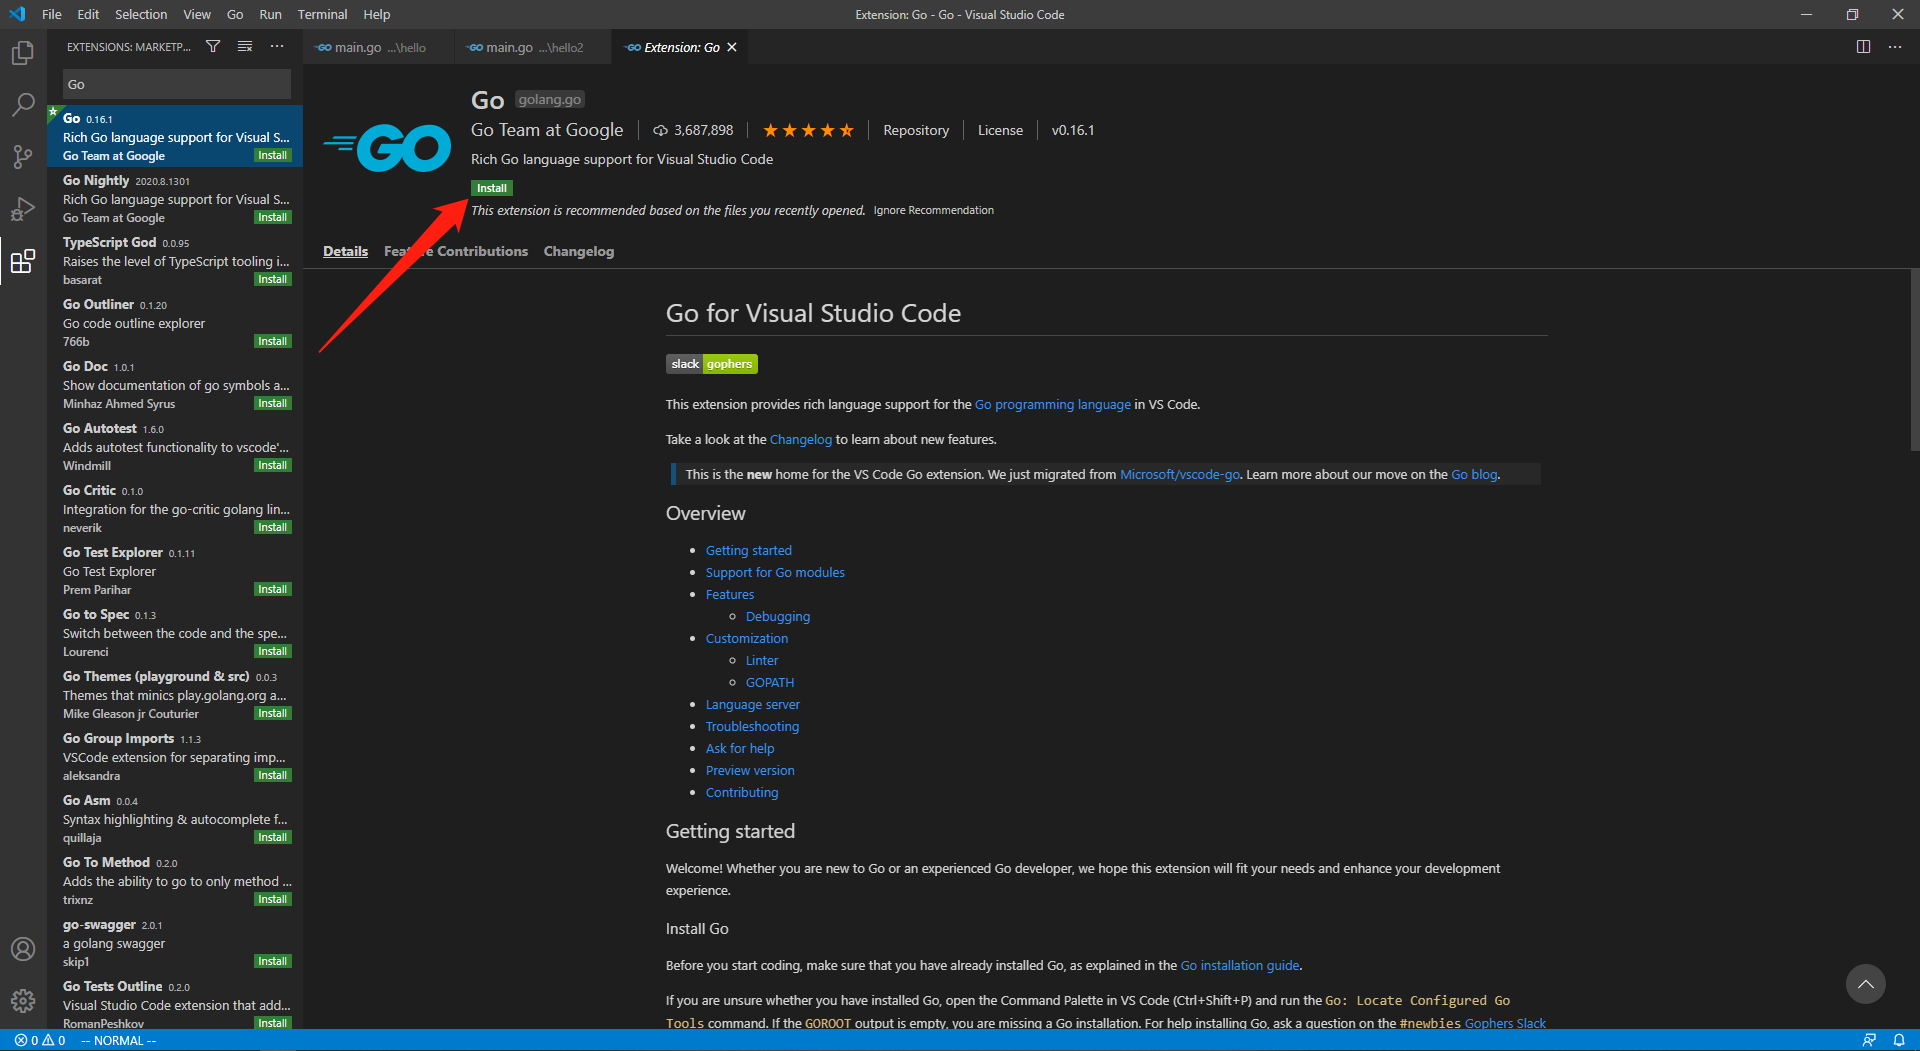 File Edit Selection View Go Run Terminal Help
Extension: Go - Go - Visual Studio Code
EXTENSIONS: MARKETP...
Go
Go 0.16.1
Rich Go language support for Visual S...
Go Team at Google Install
Go Nightly 2020.8.1301
Rich Go language support for Visual S...
Go Team at Google Install
TypeScript God 0.0.95
Raises the level of TypeScript tooling i...
basarat Install
Go Outliner 0.1.20
Go code outline explorer
766b Install
Go Doc 1.0.1
Show documentation of go symbols a...
Minhaz Ahmed Syrus Install
Go Autotest 1.6.0
Adds autotest functionality to vscode'...
Windmill Install
Go Critic 0.1.0
Integration for the go-critic golang lin...
neverik Install
Go Test Explorer 0.1.11
Go Test Explorer
Prem Parihar Install
Go to Spec 0.1.3
Switch between the code and the spe...
Lourenci Install
Go Themes (playground & src) 0.0.3
Themes that minics play.golang.org a...
Mike Gleason jr Couturier Install
Go Group Imports 1.1.3
VSCode extension for separating imp...
aleksandra Install
Go Asm 0.0.4
Syntax highlighting & autocomplete f...
quillaja Install
Go To Method 0.2.0
Adds the ability to go to only method ...
trixnz Install
go-swagger 2.0.1
a golang swagger
skip1 Install
Go Tests Outline 0.2.0
Visual Studio Code extension that add...
RomanPeshkov Install
GO main.go ...\hello
GO main.go ...\hello2
GO Extension: Go
GO
Go golang.go
Go Team at Google 3,687,898 Repository License v0.16.1
Rich Go language support for Visual Studio Code
Install
This extension is recommended based on the files you recently opened. Ignore Recommendation
Details Feature Contributions Changelog
Go for Visual Studio Code
slack gophers
This extension provides rich language support for the Go programming language in VS Code.
Take a look at the Changelog to learn about new features.
This is the new home for the VS Code Go extension. We just migrated from Microsoft/vscode-go. Learn more about our move on the Go blog.
Overview
Getting started
Support for Go modules
Features
Debugging
Customization
Linter
GOPATH
Language server
Troubleshooting
Ask for help
Preview version
Contributing
Getting started
Welcome! Whether you are new to Go or an experienced Go developer, we hope this extension will fit your needs and enhance your development
experience.
Install Go
Before you start coding, make sure that you have already installed Go, as explained in the Go installation guide.
If you are unsure whether you have installed Go, open the Command Palette in VS Code (Ctrl+Shift+P) and run the Go: Locate Configured Go
Tools command. If the GOROOT output is empty, you are missing a Go installation. For help installing Go, ask a question on the #newbies Gophers Slack
0 0 -- NORMAL --